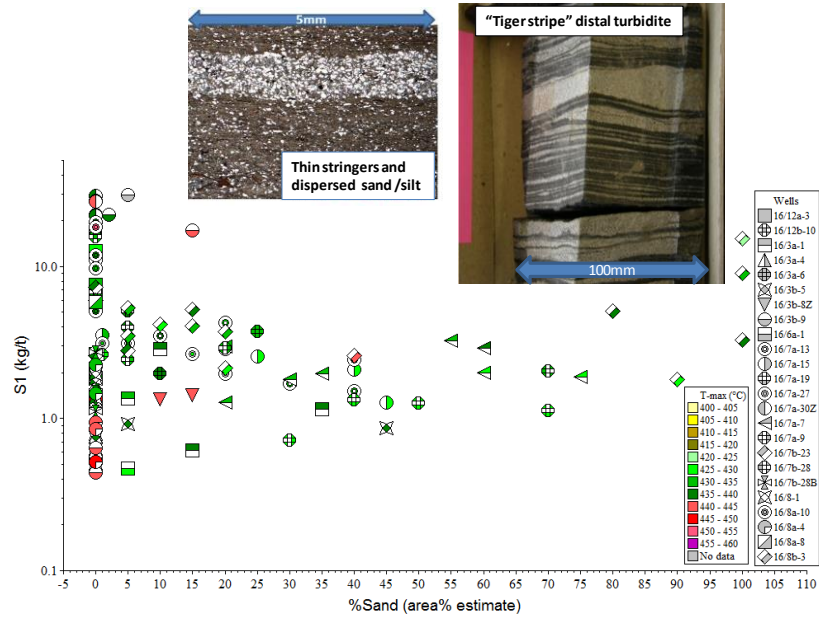 5mm
Thin stringers and
dispersed sand /silt
“Tiger stripe” distal turbidite
100mm
S1 (kg/t)
10.0
1.0
0.1
-5 0 5 10 15 20 25 30 35 40 45 50 55 60 65 70 75 80 85 90 95 100 105 110
%Sand (area% estimate)
T-max (°C)
400 - 405
405 - 410
410 - 415
415 - 420
420 - 425
425 - 430
430 - 435
435 - 440
440 - 445
445 - 450
450 - 455
455 - 460
No data
Wells
16/12a-3
16/12b-10
16/3a-1
16/3a-4
16/3a-6
16/3b-5
16/3b-8Z
16/3b-9
16/6a-1
16/7a-13
16/7a-15
16/7a-19
16/7a-27
16/7a-30Z
16/7a-7
16/7a-9
16/7b-23
16/7b-28
16/7b-28B
16/8-1
16/8a-10
16/8a-4
16/8a-8
16/8b-3